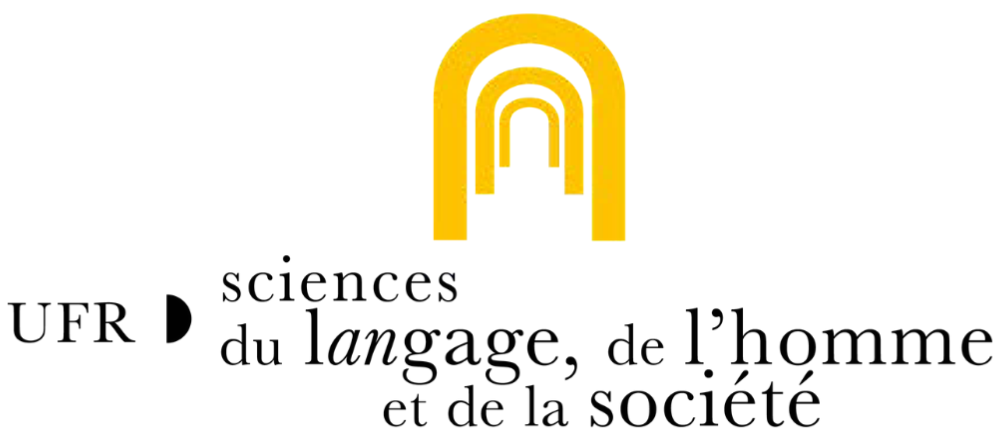 UFR
sciences
du langage, de l’homme
et de la société